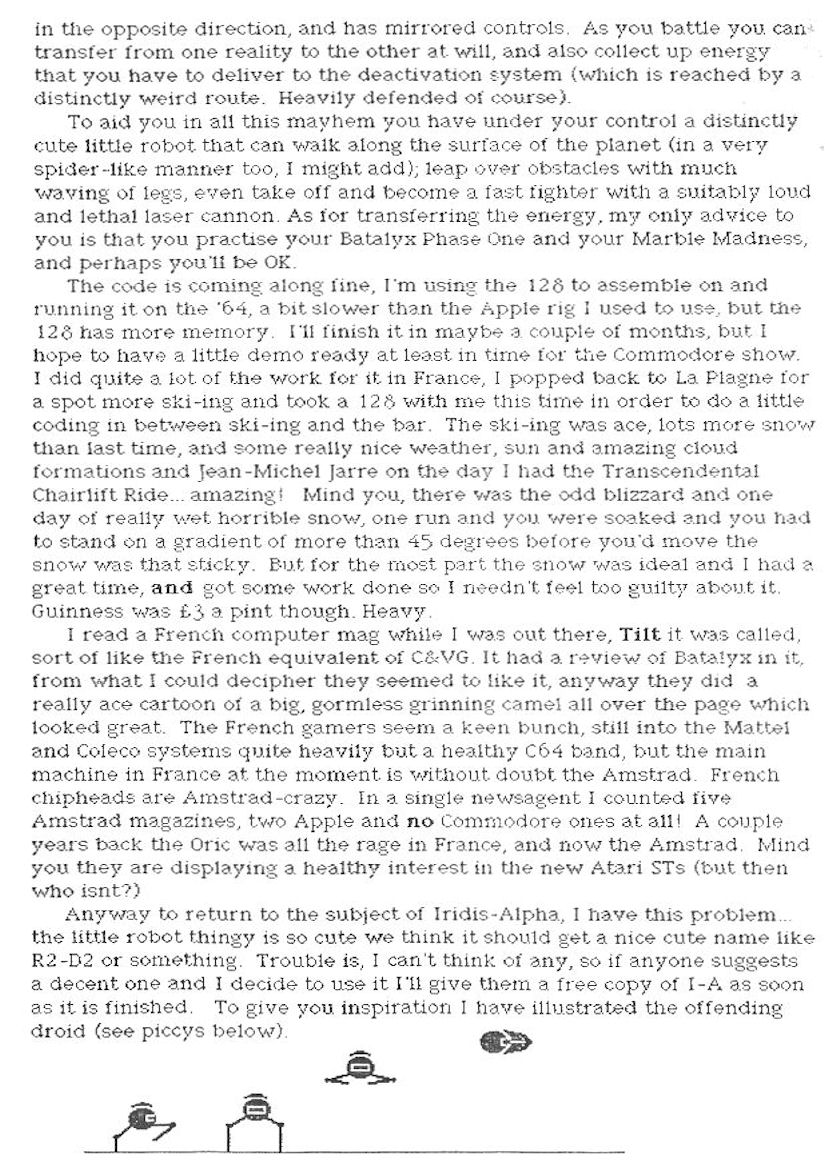 in the opposite direction, and has mirrored controls. As you battle you can
transfer from one reality to the other at will, and also collect up energy
that you have to deliver to the deactivation system (which is reached by a
distinctly weird route. Heavily defended of course).
To aid you in all this mayhem you have under your control a distinctly
cute little robot that can walk along the surface of the planet (in a very
spider-like manner too, I might add); leap over obstacles with much
waving of legs, even take off and become a fast fighter with a suitably loud
and lethal laser cannon. As for transferring the energy, my only advice to
you is that you practise your Batalyx Phase One and your Marble Madness,
and perhaps you'll be OK.
The code is coming along fine, I'm using the 128 to assemble on and
running it on the '64, a bit slower than the Apple rig I used to use, but the
128 has more memory. I'll finish it in maybe a couple of months, but I
hope to have a little demo ready at least in time for the Commodore show.
I did quite a lot of the work for it in France, I popped back to La Plagne for
a spot more ski-ing and took a 128 with me this time in order to do a little
coding in between ski-ing and the bar. The ski-ing was ace, lots more snow
than last time, and some really nice weather, sun and amazing cloud
formations and Jean-Michel Jarre on the day I had the Transcendental
Chairlift Ride... amazing! Mind you, there was the odd blizzard and one
day of really wet horrible snow, one run and you were soaked and you had
to stand on a gradient of more than 45 degrees before you'd move the
snow was that sticky. But for the most part the snow was ideal and I had a
great time, and got some work done so I needn't feel too guilty about it.
Guinness was £3 a pint though. Heavy.
I read a French computer mag while I was out there, Tilt it was called,
sort of like the French equivalent of C&VG. It had a review of Batalyx in it,
from what I could decipher they seemed to like it, anyway they did a
really ace cartoon of a big, gormless grinning camel all over the page which
looked great. The French gamers seem a keen bunch, still into the Mattel
and Coleco systems quite heavily but a healthy C64 band, but the main
machine in France at the moment is without doubt the Amstrad. French
chipheads are Amstrad-crazy. In a single newsagent I counted five
Amstrad magazines, two Apple and no Commodore ones at all! A couple
years back the Oric was all the rage in France, and now the Amstrad. Mind
you they are displaying a healthy interest in the new Atari STs (but then
who isnt?)
Anyway to return to the subject of Iridis-Alpha, I have this problem...
the little robot thingy is so cute we think it should get a nice cute name like
R2-D2 or something. Trouble is, I can't think of any, so if anyone suggests
a decent one and I decide to use it I'll give them a free copy of I-A as soon
as it is finished. To give you inspiration I have illustrated the offending
droid (see piccys below).